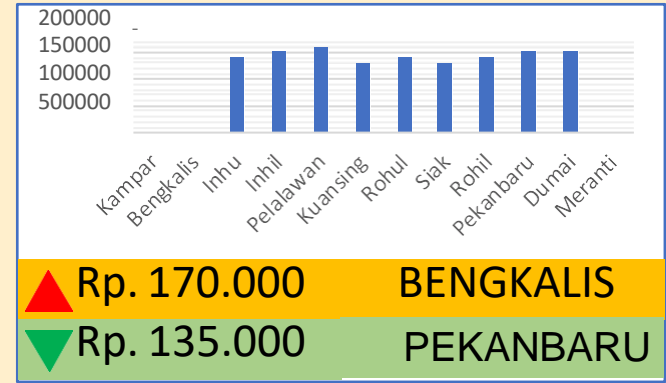 200000
150000
100000
500000
-
Kampar
Bengkalis
Inhu
Inhil
Pelalawan
Kuansing
Rohul
Siak
Rohil
Pekanbaru
Dumai
Meranti
Rp. 170.000 BENGKALIS
Rp. 135.000 PEKANBARU